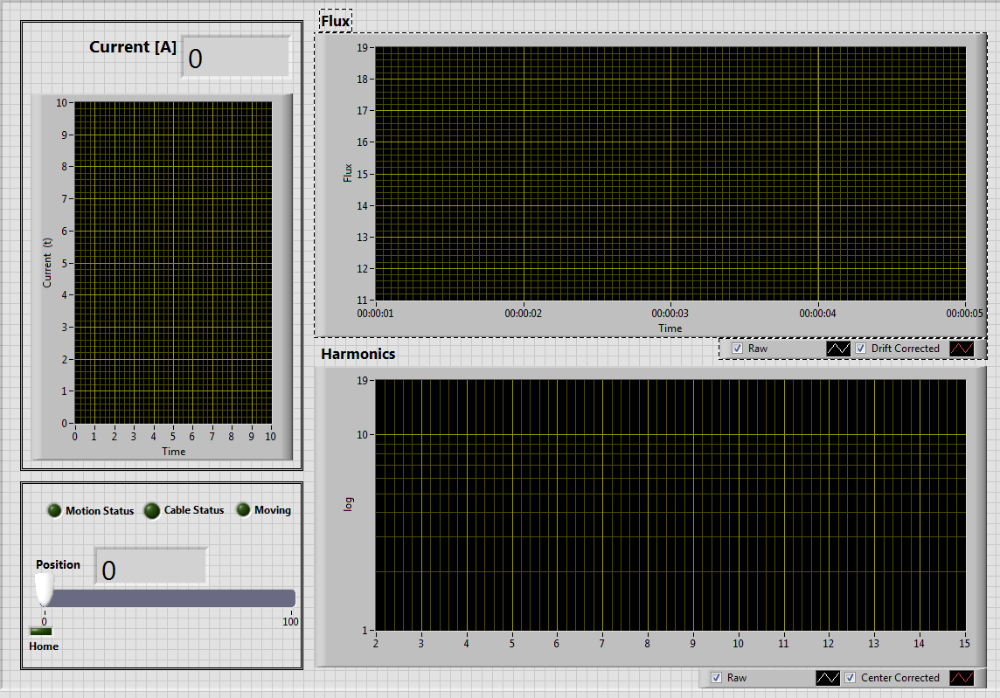 Current [A]
0
10
9
8
7
6
5
4
3
2
1
0
Current (t)
0 1 2 3 4 5 6 7 8 9 10
Time
Motion Status Cable Status Moving
Position
0
0 100
Home
Flux
19
18
17
16
15
14
13
12
11
Flux
00:00:01 00:00:02 00:00:03 00:00:04 00:00:05
Time
Raw Drift Corrected
Harmonics
19
10
1
log
2 3 4 5 6 7 8 9 10 11 12 13 14 15
Raw Center Corrected